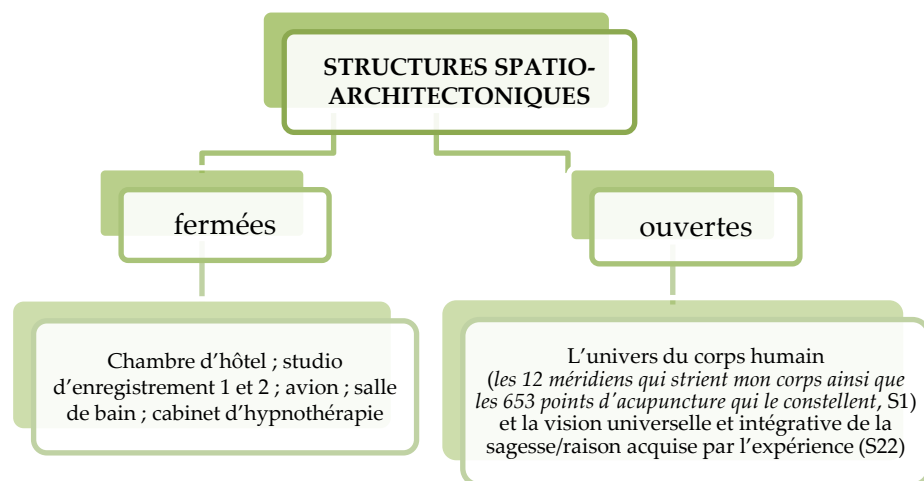 STRUCTURES SPATIO-
ARCHITECTONIQUES
fermées
ouvertes
Chambre d’hôtel ; studio
d’enregistrement 1 et 2 ; avion ; salle
de bain ; cabinet d’hypnothérapie
L’univers du corps humain
(les 12 méridiens qui strient mon corps ainsi que
les 653 points d’acupuncture qui le constellent, S1)
et la vision universelle et intégrative de la
sagesse/raison acquise par l’expérience (S22)